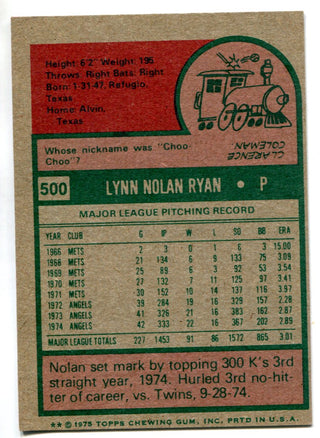 Height: 6'2" Weight: 195
Throws: Right Bats: Right
Born: 1-31-47, Refugio,
Texas
Home: Alvin,
Texas
Whose nickname was "Choo
Choo"?
CLARENCE
COLEMAN
500 LYNN NOLAN RYAN • P
MAJOR LEAGUE PITCHING RECORD
YEAR CLUB G IP W L SO BB ERA
1966 METS 2 3 0 1 6 3 15.00
1968 METS 21 134 6 9 133 75 3.09
1969 METS 25 89 6 3 92 53 3.54
1970 METS 27 132 7 11 125 97 3.41
1971 METS 30 152 10 14 137 116 3.97
1972 ANGELS 39 284 19 16 329 157 2.28
1973 ANGELS 41 326 21 16 383 162 2.87
1974 ANGELS 42 333 22 16 367 202 2.89
MAJOR LEAGUE TOTALS 227 1453 91 86 1572 865 3.01
Nolan set mark by topping 300 K's 3rd
straight year, 1974. Hurled 3rd no-hit-
ter of career, vs. Twins, 9-28-74.
** © 1975 TOPPS CHEWING GUM, INC. PRTD IN U.S.A.